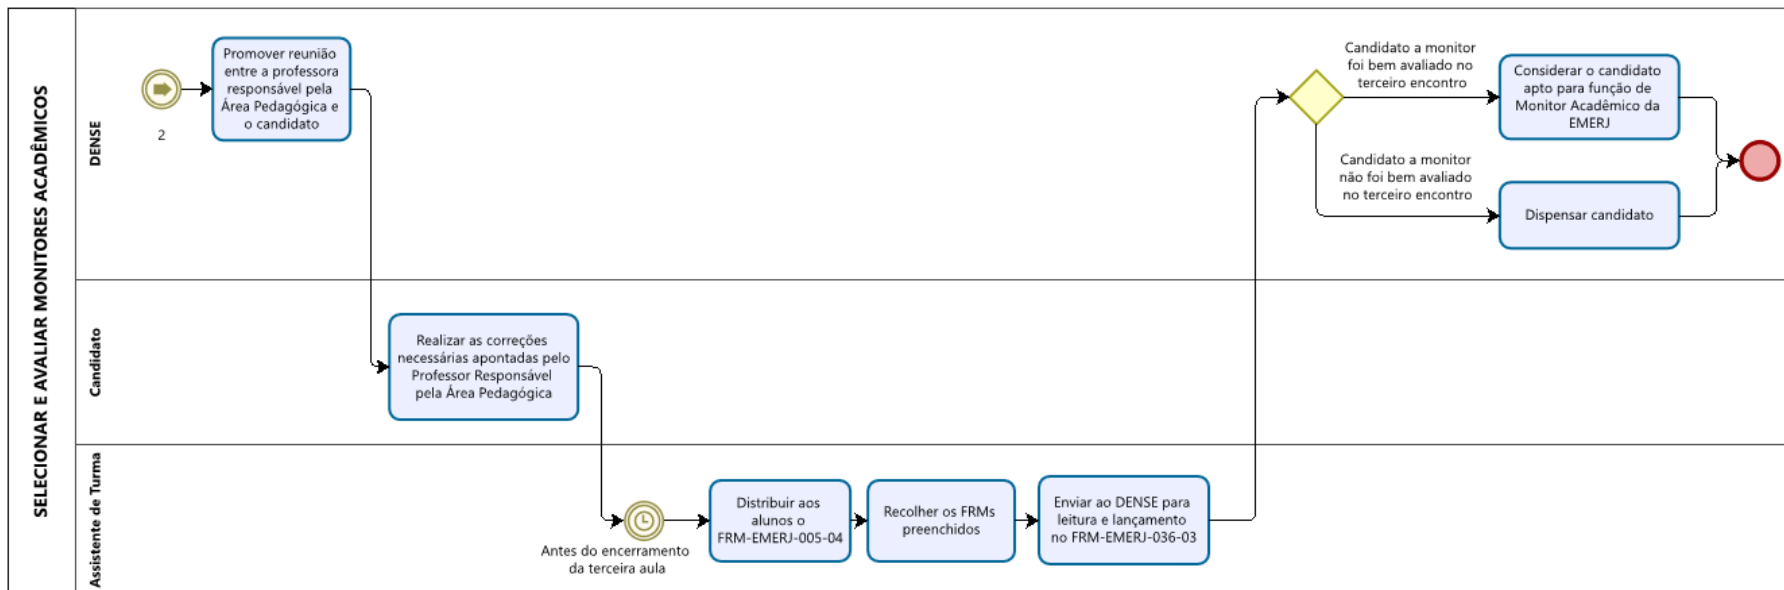 SELECIONAR E AVALIAR MONITORES ACADÊMICOS
DENSE
2
Promover reunião
entre a professora
responsável pela
Área Pedagógica e
o candidato
Candidato a monitor
foi bem avaliado no
terceiro encontro
Considerar o candidato
apto para função de
Monitor Acadêmico da
EMERJ
Candidato a monitor
não foi bem avaliado
no terceiro encontro
Dispensar candidato
Candidato
Realizar as correções
necessárias apontadas pelo
Professor Responsável
pela Área Pedagógica
Assistente de Turma
Antes do encerramento
da terceira aula
Distribuir aos
alunos o
FRM-EMERJ-005-04
Recolher os FRMs
preenchidos
Enviar ao DENSE para
leitura e lançamento
no FRM-EMERJ-036-03